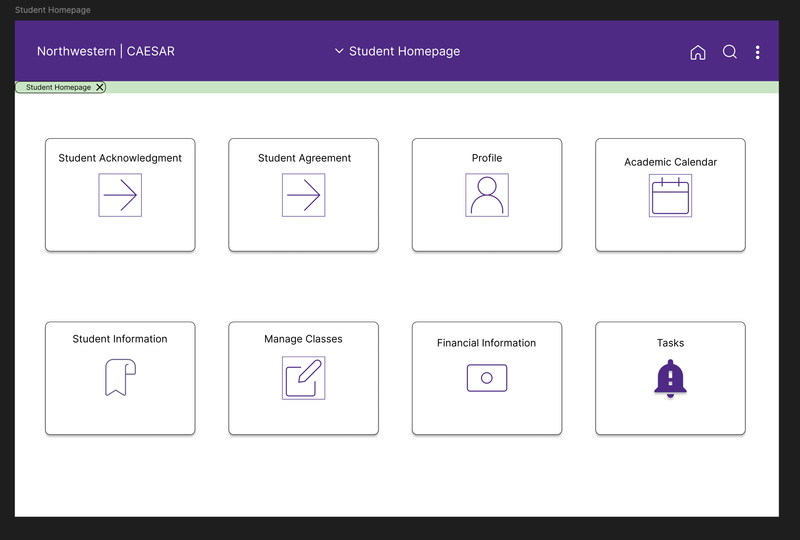 Student Homepage
Northwestern | CAESAR
Student Homepage
Student Homepage
Student Acknowledgment
Student Agreement
Profile
Academic Calendar
Student Information
Manage Classes
Financial Information
Tasks